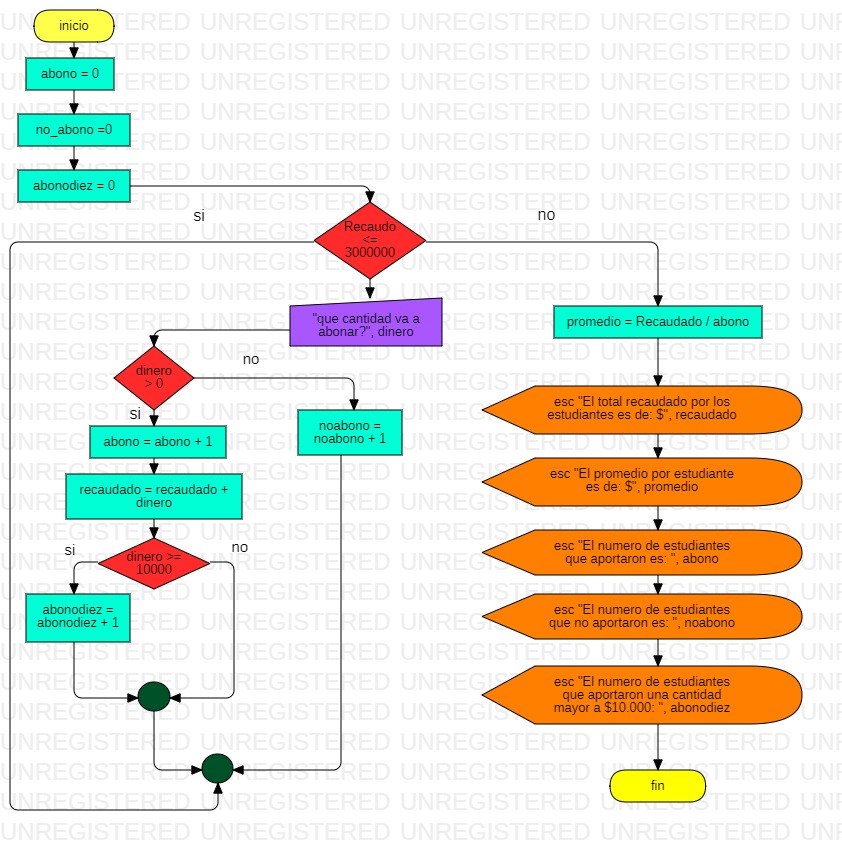 inicio
abono = 0
no_abono =0
abonodiez = 0
si
no
Recaudo
<=
3000000
"que cantidad va a
abonar?", dinero
promedio = Recaudado / abono
no
dinero
> 0
si
abono = abono + 1
noabono =
noabono + 1
recaudado = recaudado +
dinero
si
no
dinero >=
10000
abonodiez =
abonodiez + 1
esc "El total recaudado por los
estudiantes es de: $", recaudado
esc "El promedio por estudiante
es de: $", promedio
esc "El numero de estudiantes
que aportaron es: ", abono
esc "El numero de estudiantes
que no aportaron es: ", noabono
esc "El numero de estudiantes
que aportaron una cantidad
mayor a $10.000: ", abonodiez
fin
UNREGISTERED